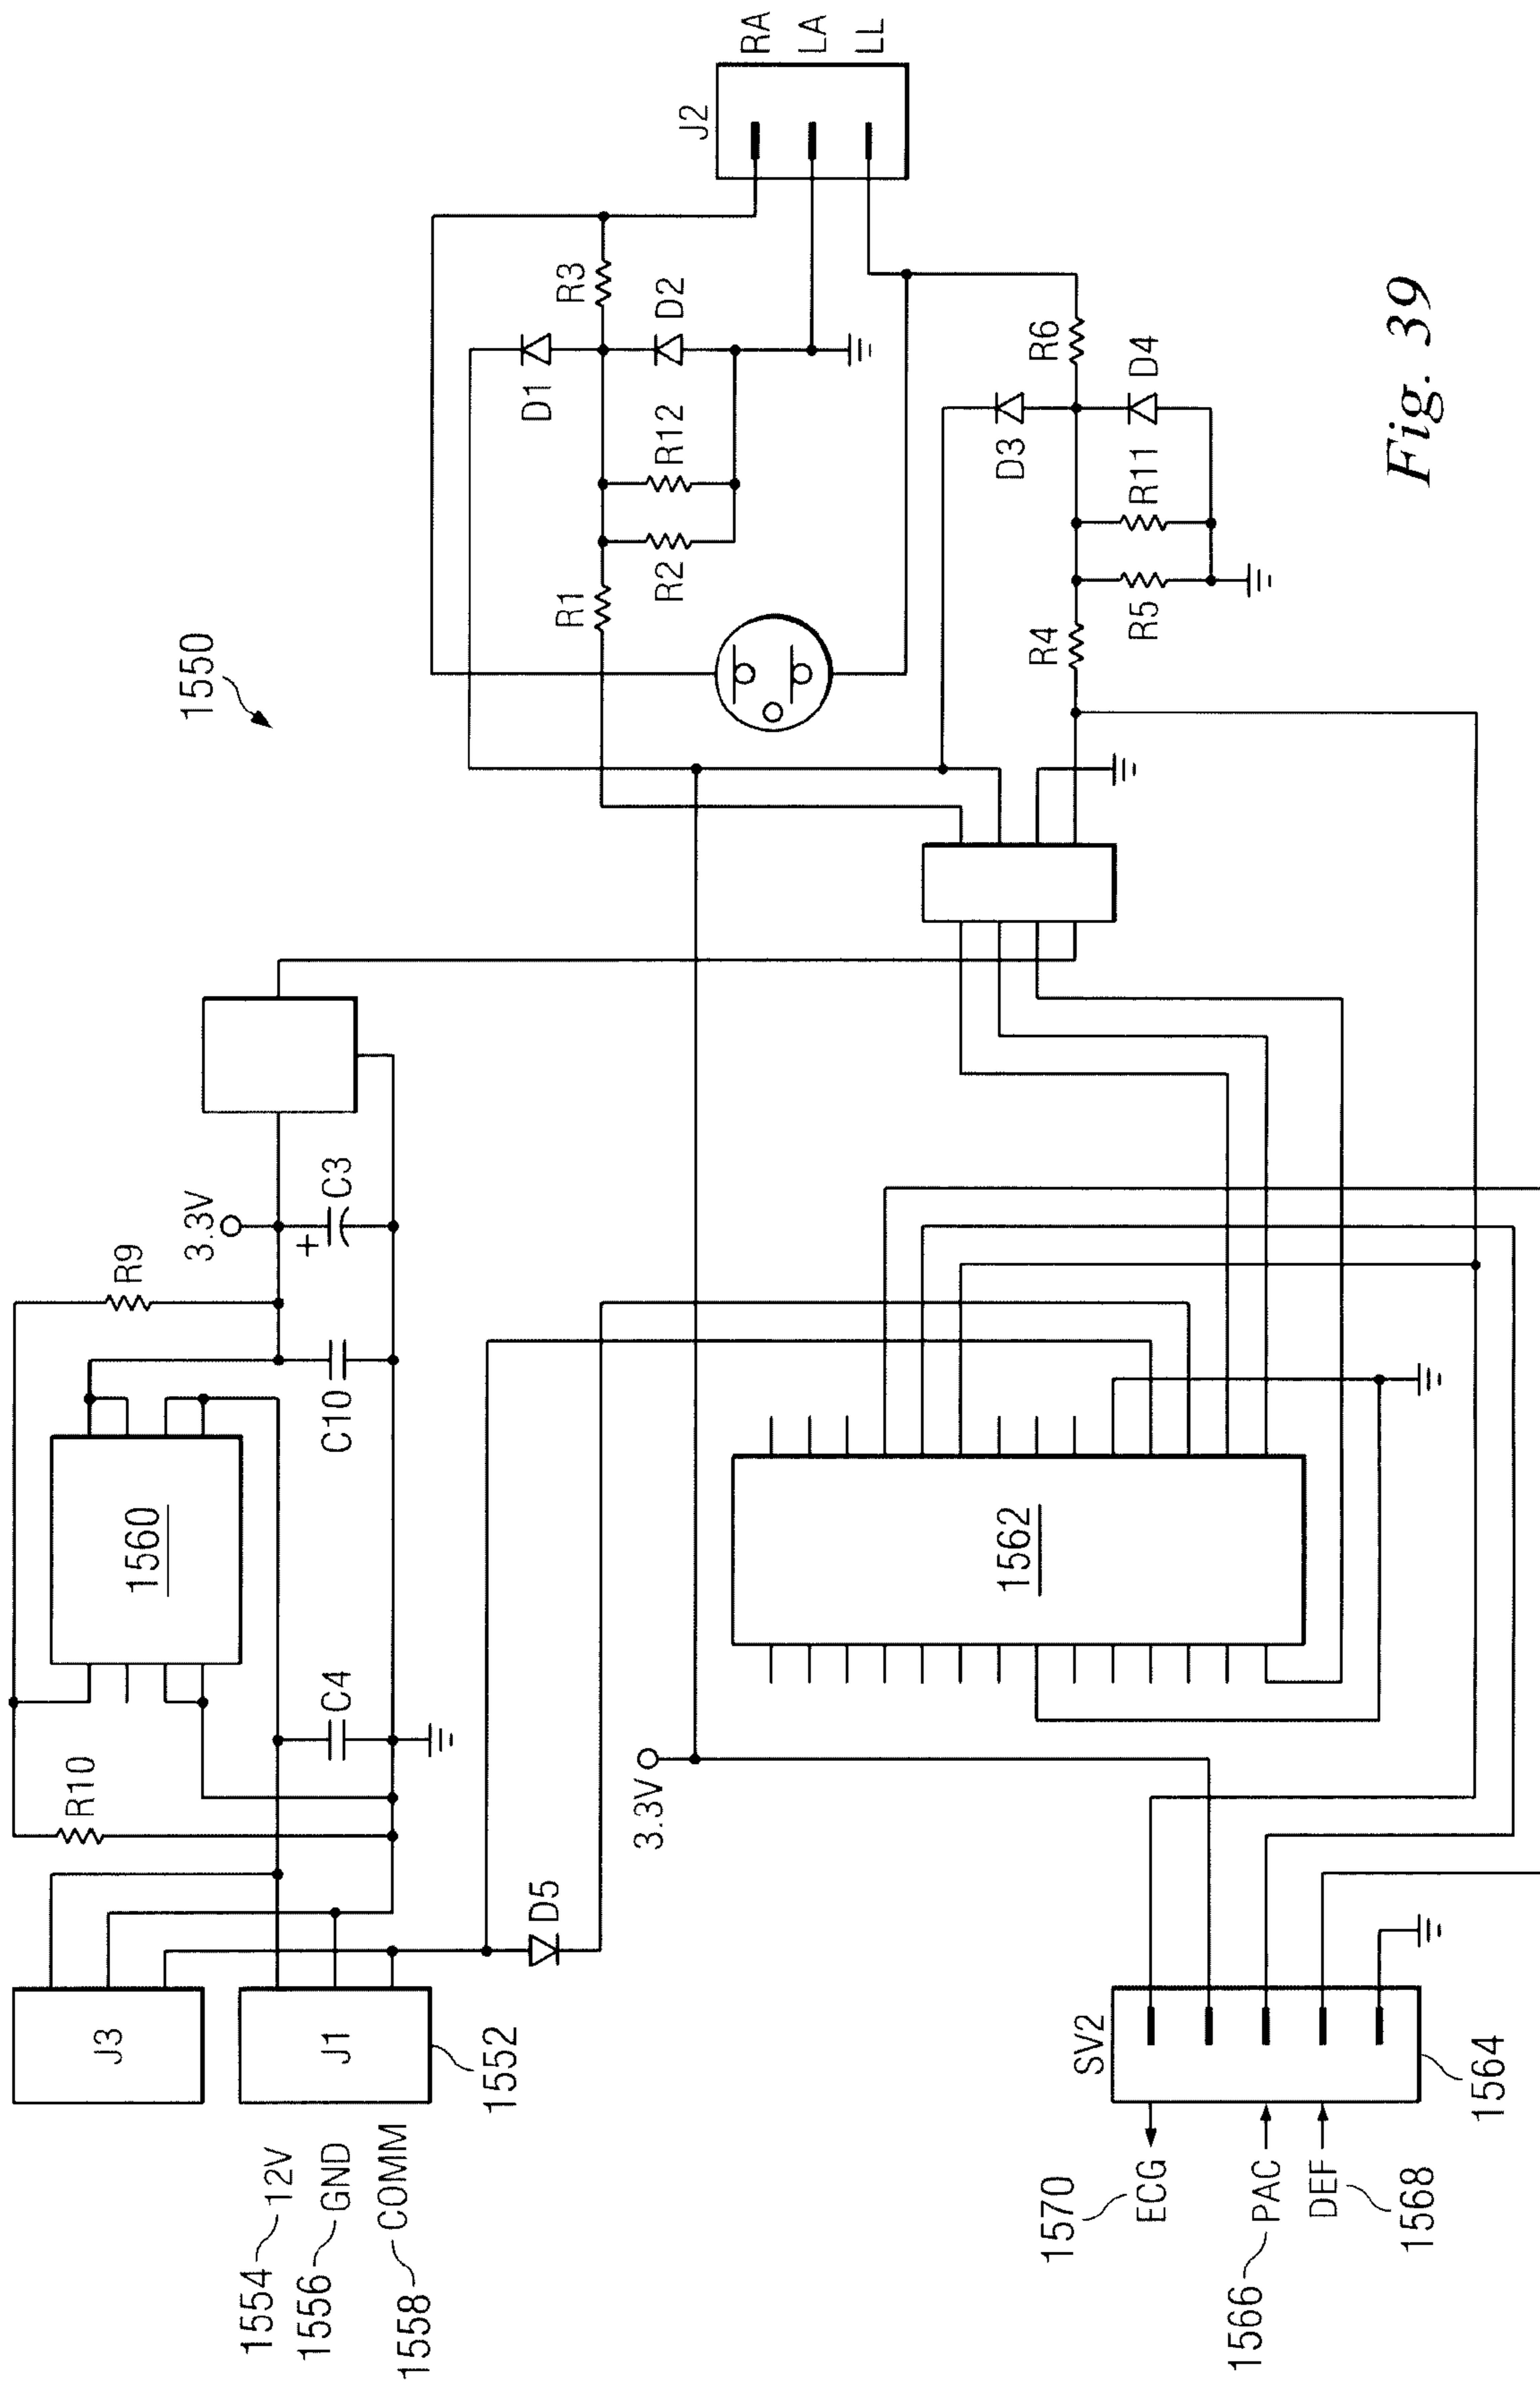 1550
J3
J1
1554
12V
1556
GND
1558
COMM
1552
R10
C4
1560
C10
R9
3.3V
+
C3
D5
3.3V
1562
R1
R2
R12
D1
D2
R3
J2
RA
LA
LL
D3
R4
R5
R11
D4
R6
SV2
1570
ECG
1566
PAC
DEF
1568
1564
Fig. 39